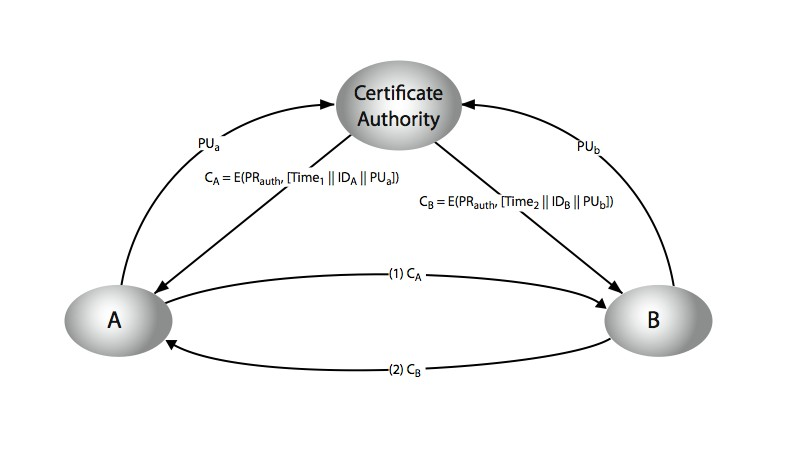 Certificate
Authority
PUa
PUb
CA = E(PRauth, [Time1 || IDA || PUa])
CB = E(PRauth, [Time2 || IDB || PUb])
(1) CA
A
B
(2) CB